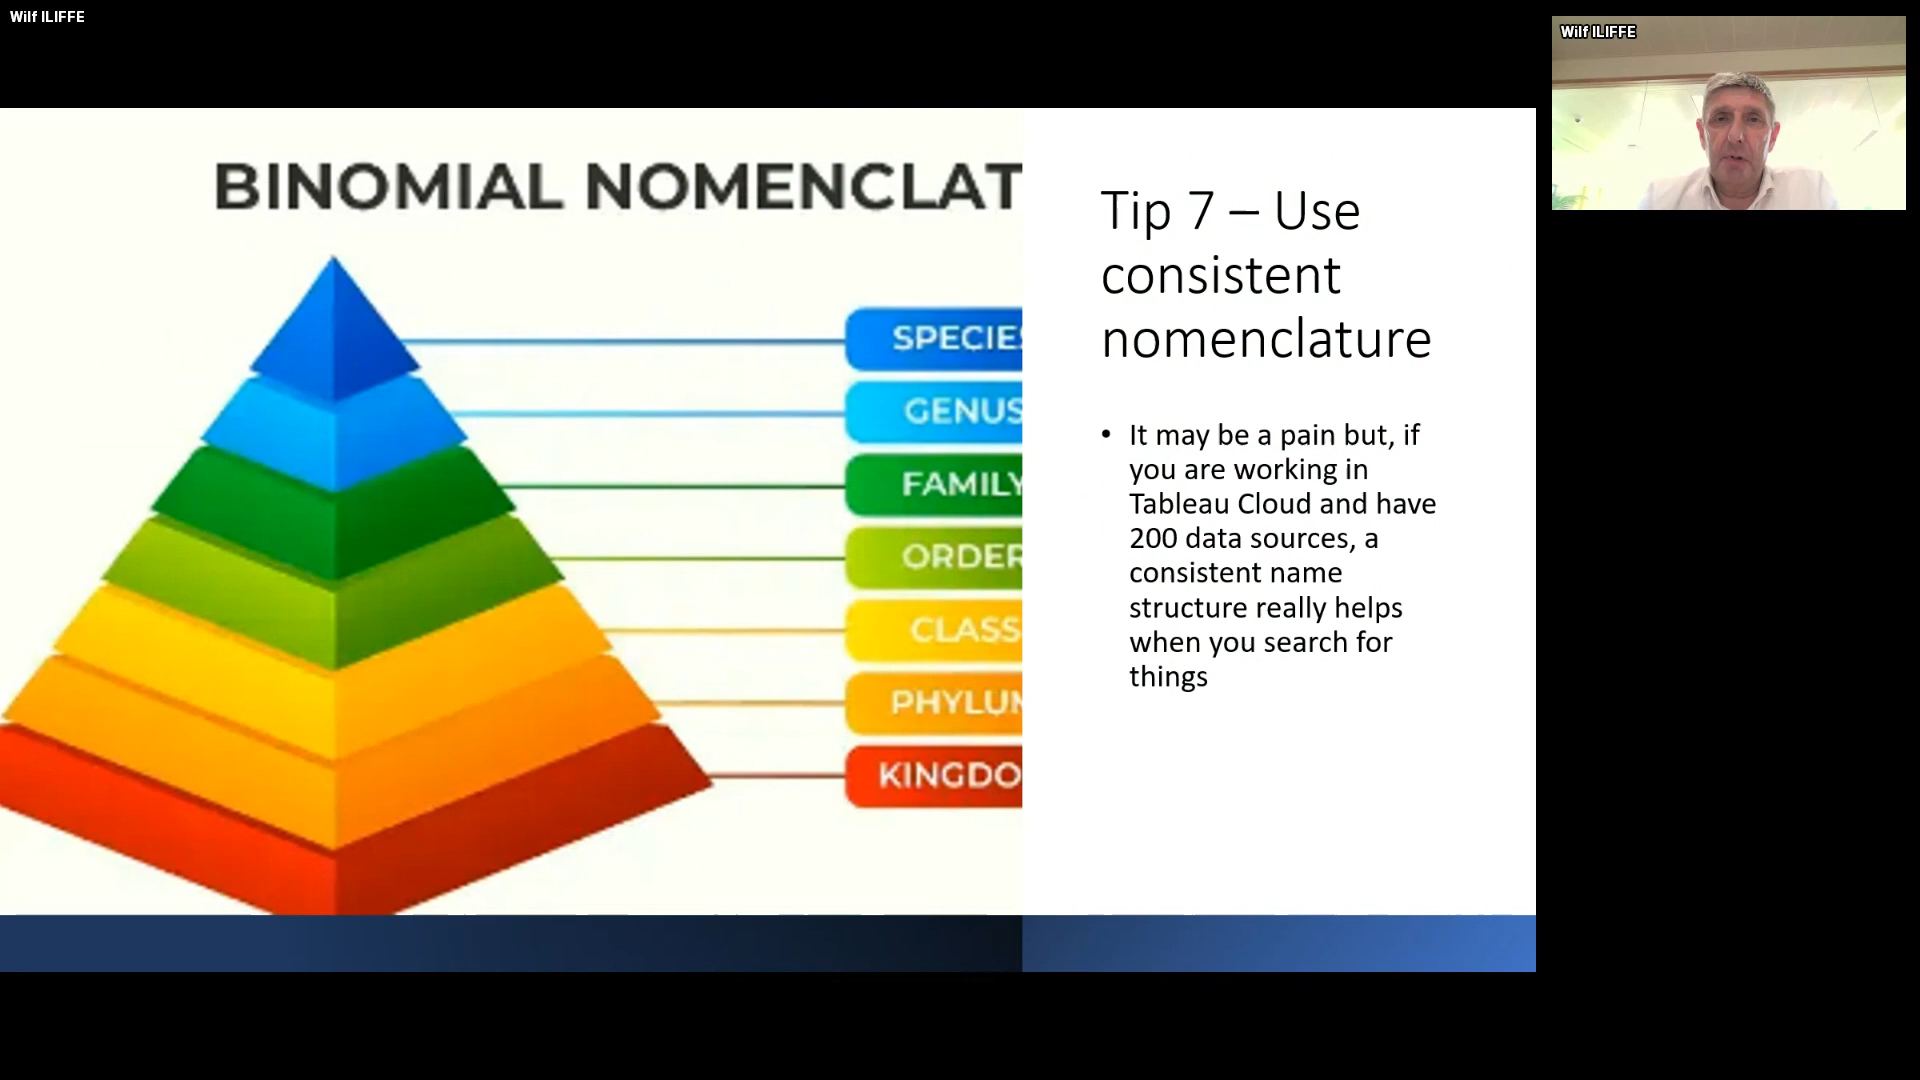 Wilf ILIFFE
Wilf ILIFFE
BINOMIAL NOMENCLAT
SPECIES
GENUS
FAMILY
ORDER
CLASS
PHYLUM
KINGDO
Tip 7 – Use
consistent
nomenclature
• It may be a pain but, if
you are working in
Tableau Cloud and have
200 data sources, a
consistent name
structure really helps
when you search for
things